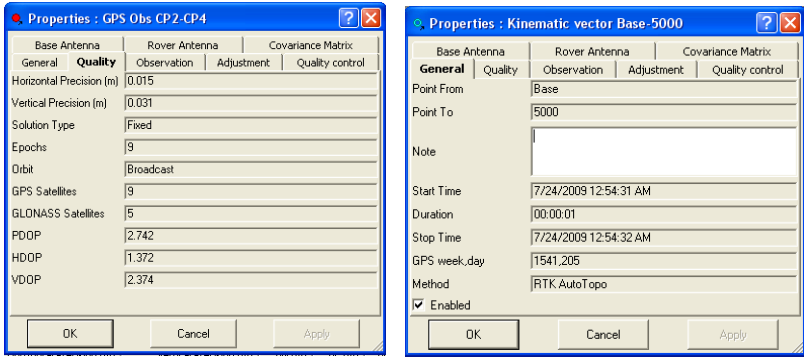 Properties : GPS Obs CP2-CP4
Base Antenna Rover Antenna Covariance Matrix
General Quality Observation Adjustment Quality control
Horizontal Precision (m) 0.015
Vertical Precision (m) 0.031
Solution Type Fixed
Epochs 9
Orbit Broadcast
GPS Satellites 9
GLONASS Satellites 5
PDOP 2.742
HDOP 1.372
VDOP 2.374
OK Cancel Apply
Properties : Kinematic vector Base-5000
Base Antenna Rover Antenna Covariance Matrix
General Quality Observation Adjustment Quality control
Point From Base
Point To 5000
Note
Start Time 7/24/2009 12:54:31 AM
Duration 00:00:01
Stop Time 7/24/2009 12:54:32 AM
GPS week,day 1541,205
Method RTK AutoTopo
Enabled
OK Cancel Apply